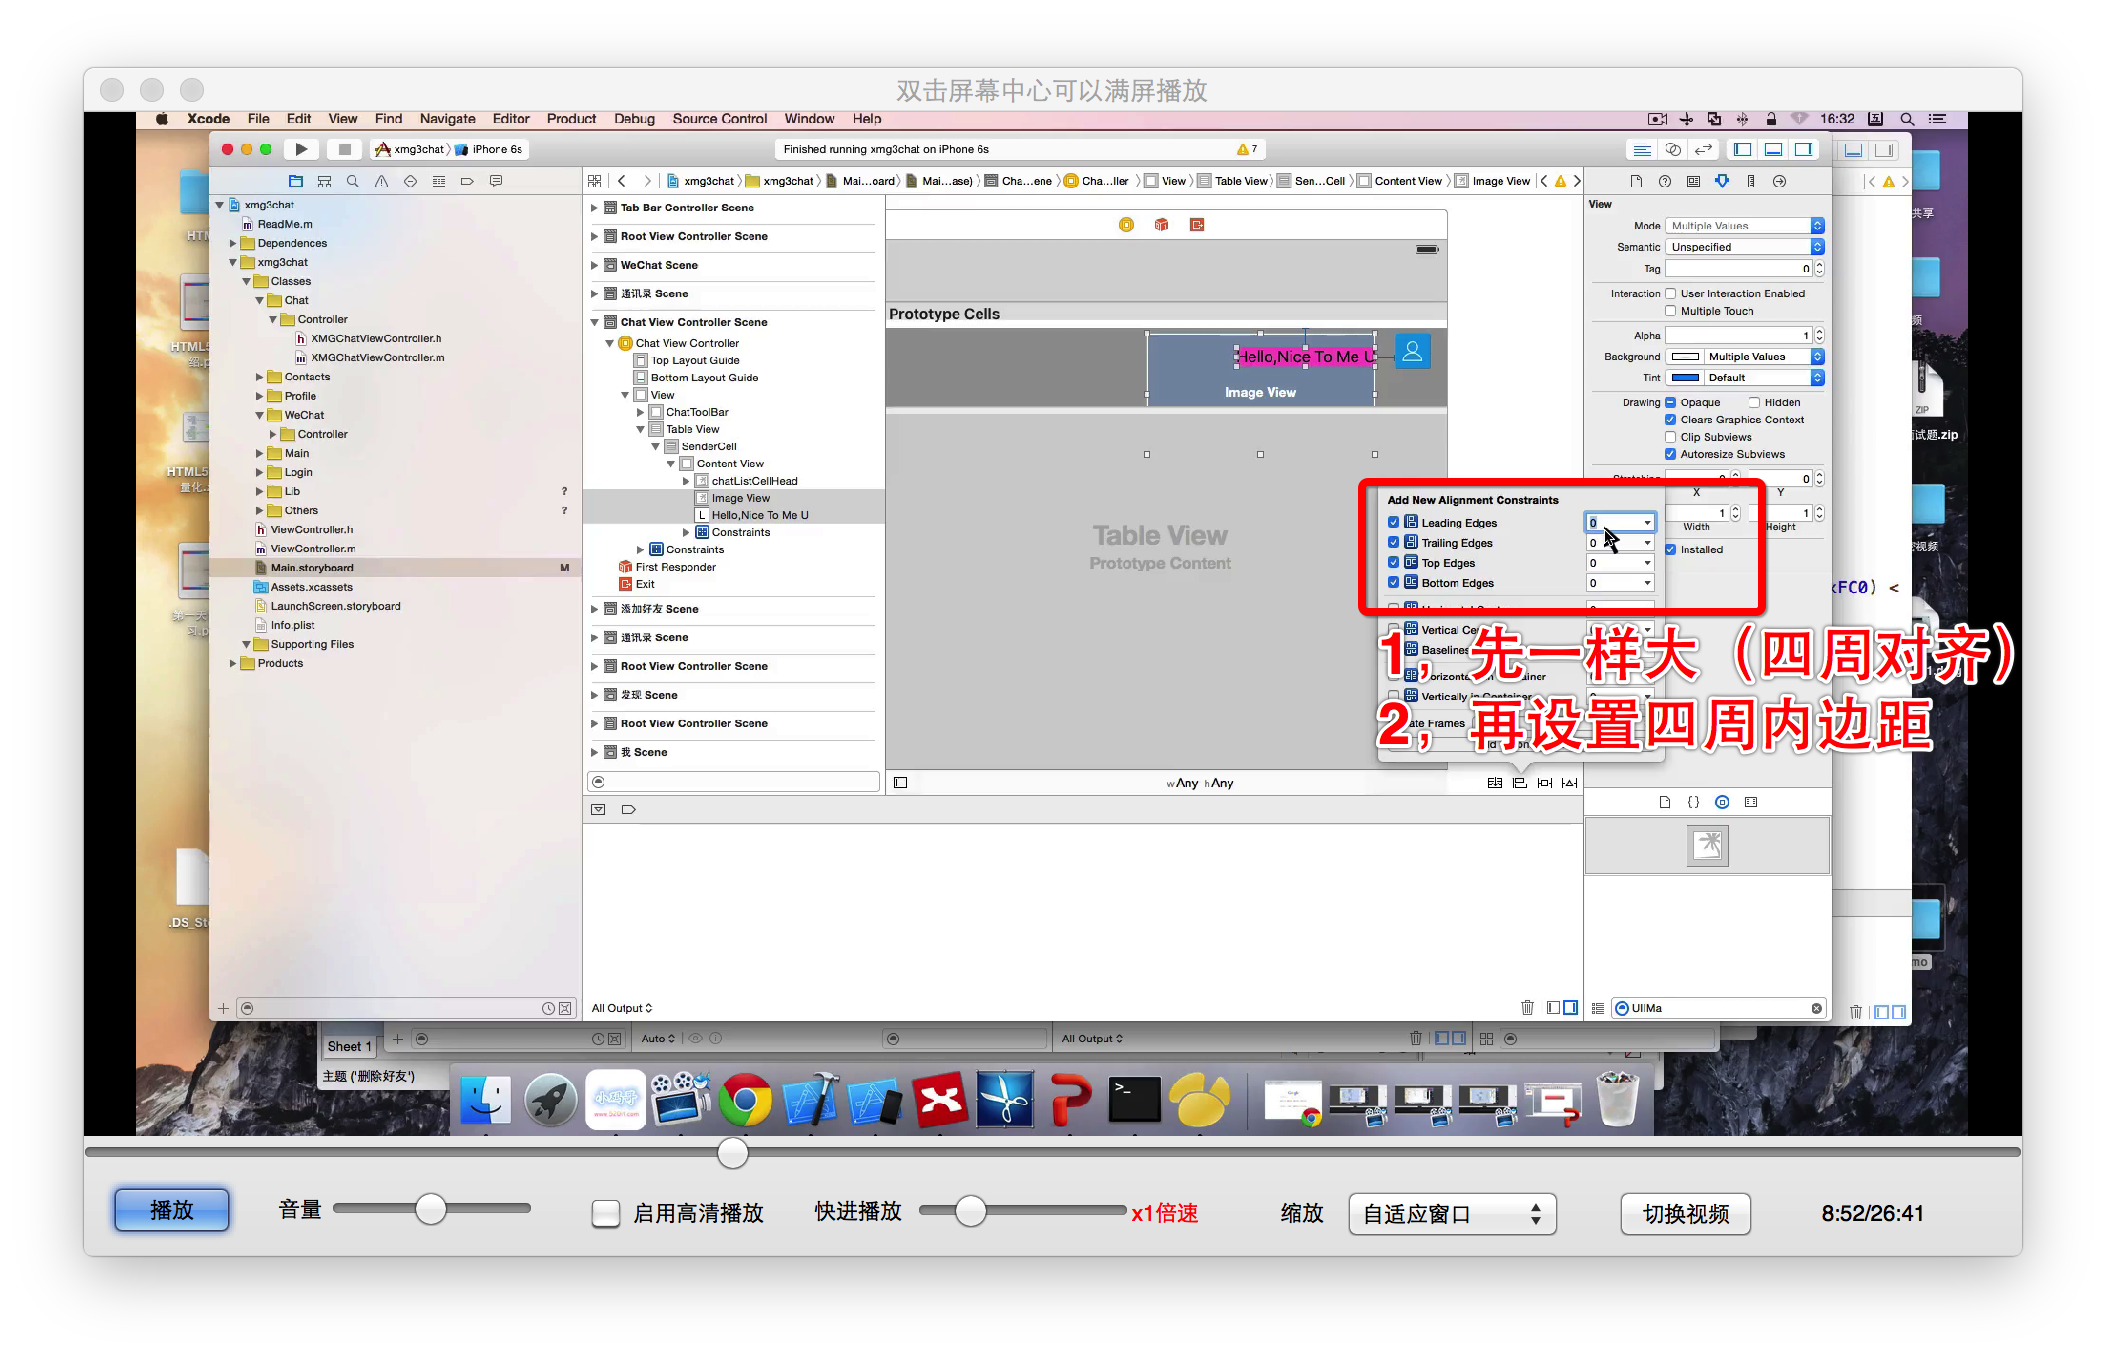 双击屏幕中心可以满屏播放
Xcode File Edit View Find Navigate Editor Product Debug Source Control Window Help
16:32
xmg3chat iPhone 6s
Finished running xmg3chat on iPhone 6s
7
xmg3chat xmg3chat Mai...oard) Mai...ase) Cha...ene Cha...ller View Table View Sen...Cell Content View Image View
xmg3chat
ReadMe.m
Dependences
xmg3chat
Classes
Chat
Controller
XMGChatViewController.h
XMGChatViewController.m
Contacts
Profile
WeChat
Controller
Main
Login
Lib ?
Others ?
ViewController.h
ViewController.m
Main.storyboard M
Assets.xcassets
LaunchScreen.storyboard
Info.plist
Supporting Files
Products
Tab Bar Controller Scene
Root View Controller Scene
WeChat Scene
通讯录 Scene
Chat View Controller Scene
Chat View Controller
Top Layout Guide
Bottom Layout Guide
View
ChatToolBar
Table View
SenderCell
Content View
chatListCellHead
Image View
L Hello,Nice To Me U
Constraints
Constraints
First Responder
Exit
添加好友 Scene
通讯录 Scene
Root View Controller Scene
发现 Scene
Root View Controller Scene
我 Scene
Prototype Cells
Hello,Nice To Me U
Image View
Table View
Prototype Content
wAny hAny
View
Mode Multiple Values
Semantic Unspecified
Tag 0
Interaction User Interaction Enabled
Multiple Touch
Alpha 1
Background Multiple Values
Tint Default
Drawing Opaque Hidden
Clears Graphics Context
Clip Subviews
Autoresize Subviews
X Y
1 1
Width Height
Installed
Add New Alignment Constraints
Leading Edges 0
Trailing Edges 0
Top Edges 0
Bottom Edges 0
Baselines
1，先一样大（四周对齐）
2，再设置四周内边距
共享
ZIP
xFC0) <
All Output
UIIMa
Sheet 1
Auto
All Output
主题 ('删除好友')
播放
音量
启用高清播放
快进播放
x1倍速
缩放
自适应窗口
切换视频
8:52/26:41